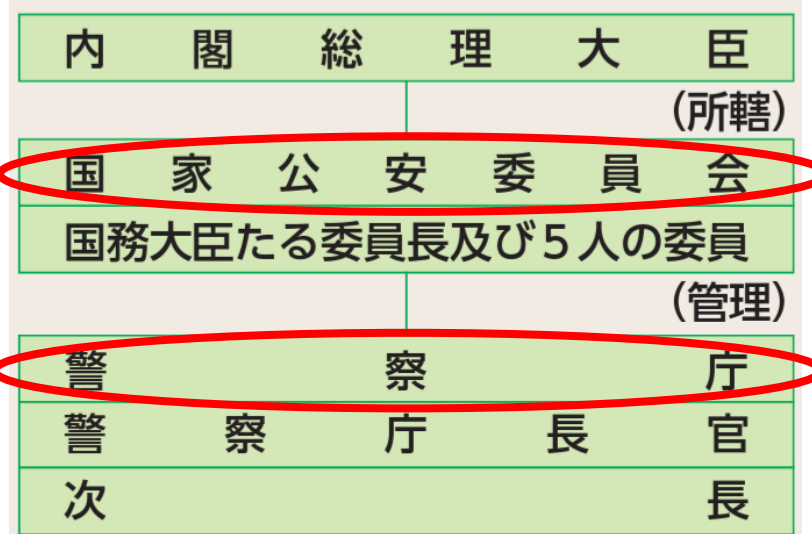 内閣総理大臣
（所轄）
国家公安委員会
国務大臣たる委員長及び５人の委員
（管理）
警察庁
警察庁長官
次長